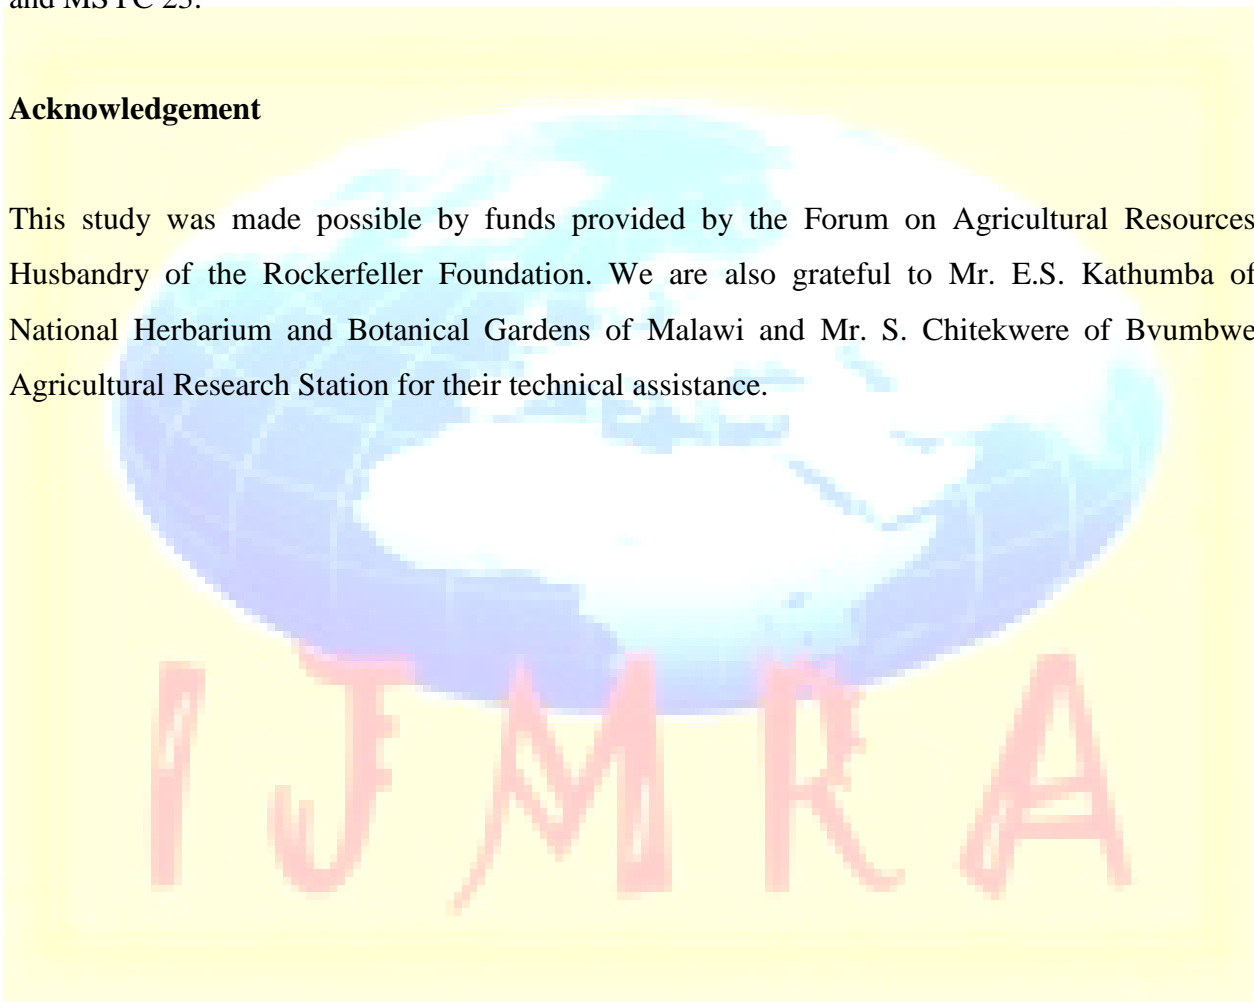 Acknowledgement
This study was made possible by funds provided by the Forum on Agricultural Resources
Husbandry of the Rockerfeller Foundation. We are also grateful to Mr. E.S. Kathumba of
National Herbarium and Botanical Gardens of Malawi and Mr. S. Chitekwere of Bvumbwe
Agricultural Research Station for their technical assistance.
IJMRA